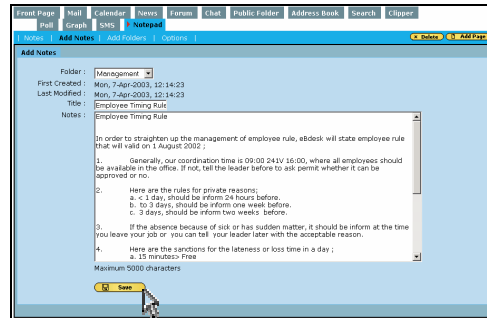 Front Page Mail Calendar News Forum Chat Public Folder Address Book Search Clipper
Poll Graph SMS Notepad
| Notes | Add Notes | Add Folders | Options | × Delete Add Page
Add Notes
Folder : Management
First Created : Mon, 7-Apr-2003, 12:14:23
Last Modified : Mon, 7-Apr-2003, 12:14:23
Title : Employee Timing Rule
Notes : Employee Timing Rule
In order to straighten up the management of employee rule, eBdesk will state employee rule
that will valid on 1 August 2002 ;
1. Generally, our coordination time is 09:00 241V 16:00, where all employees should
be available in the office. If not, tell the leader before to ask permit whether it can be
approved or no.
2. Here are the rules for private reasons;
a. < 1 day, should be inform 24 hours before.
b. to 3 days, should be inform one week before.
c. 3 days, should be inform two weeks before.
3. If the absence because of sick or has sudden matter, it should be inform at the time
you leave your job or you can tell your leader later with the acceptable reason.
4. Here are the sanctions for the lateness or loss time in a day ;
a. 15 minutes> Free
Maximum 5000 characters
Save